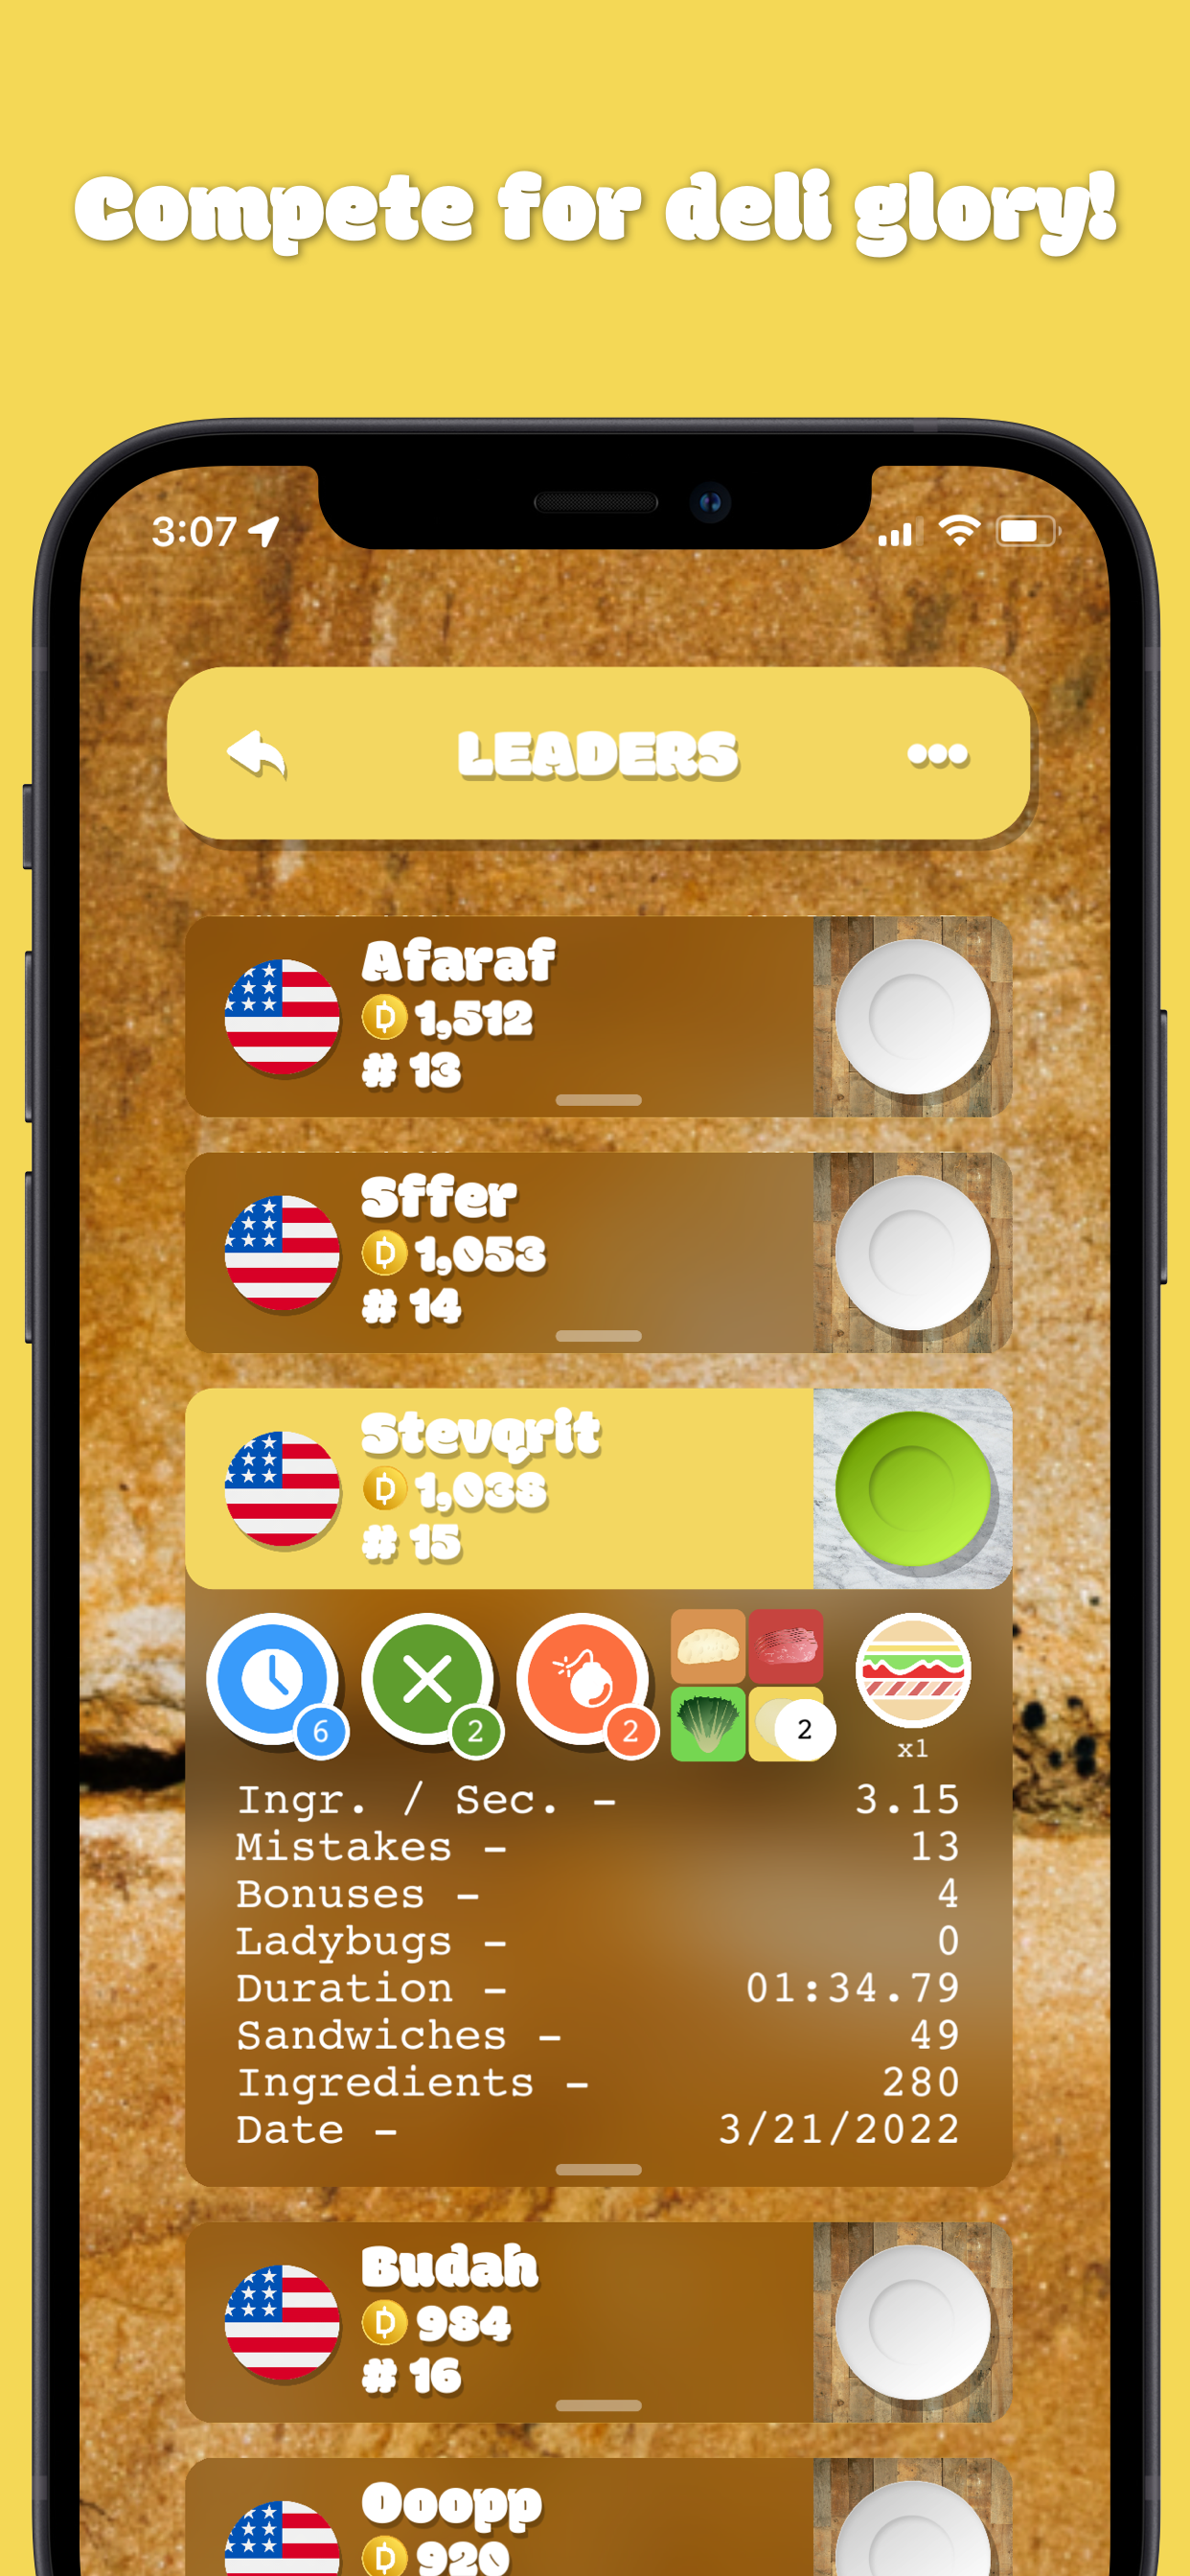 Compete for deli glory!
3:07
LEADERS
Afaraf
1,512
# 13
Sffer
1,053
# 14
Stevqrit
1,038
# 15
6
2
2
2
x1
Ingr. / Sec. – 3.15
Mistakes – 13
Bonuses – 4
Ladybugs – 0
Duration – 01:34.79
Sandwiches – 49
Ingredients – 280
Date – 3/21/2022
Budah
984
# 16
Ooopp
920